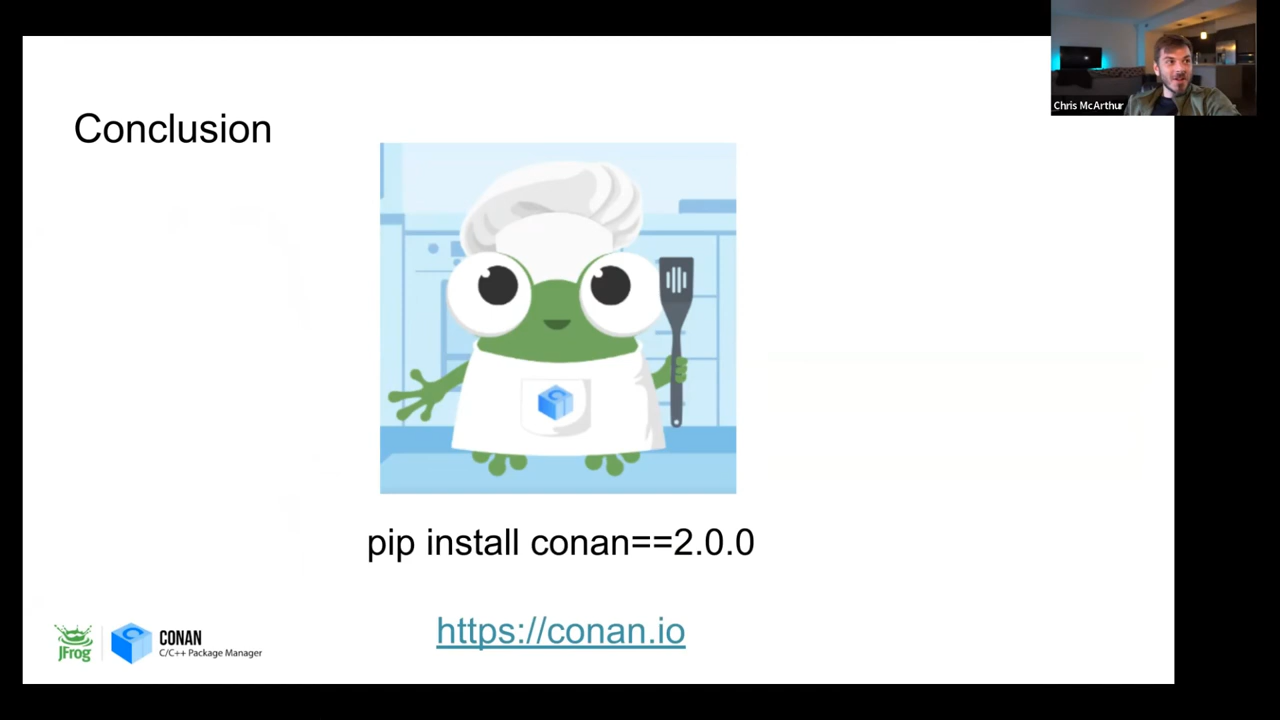 Chris McArthur
Conclusion
pip install conan==2.0.0
https://conan.io
JFrog
CONAN
C/C++ Package Manager